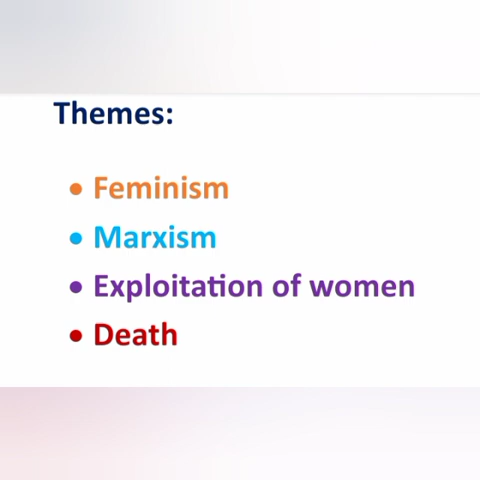 Themes:
• Feminism
• Marxism
• Exploitation of women
• Death